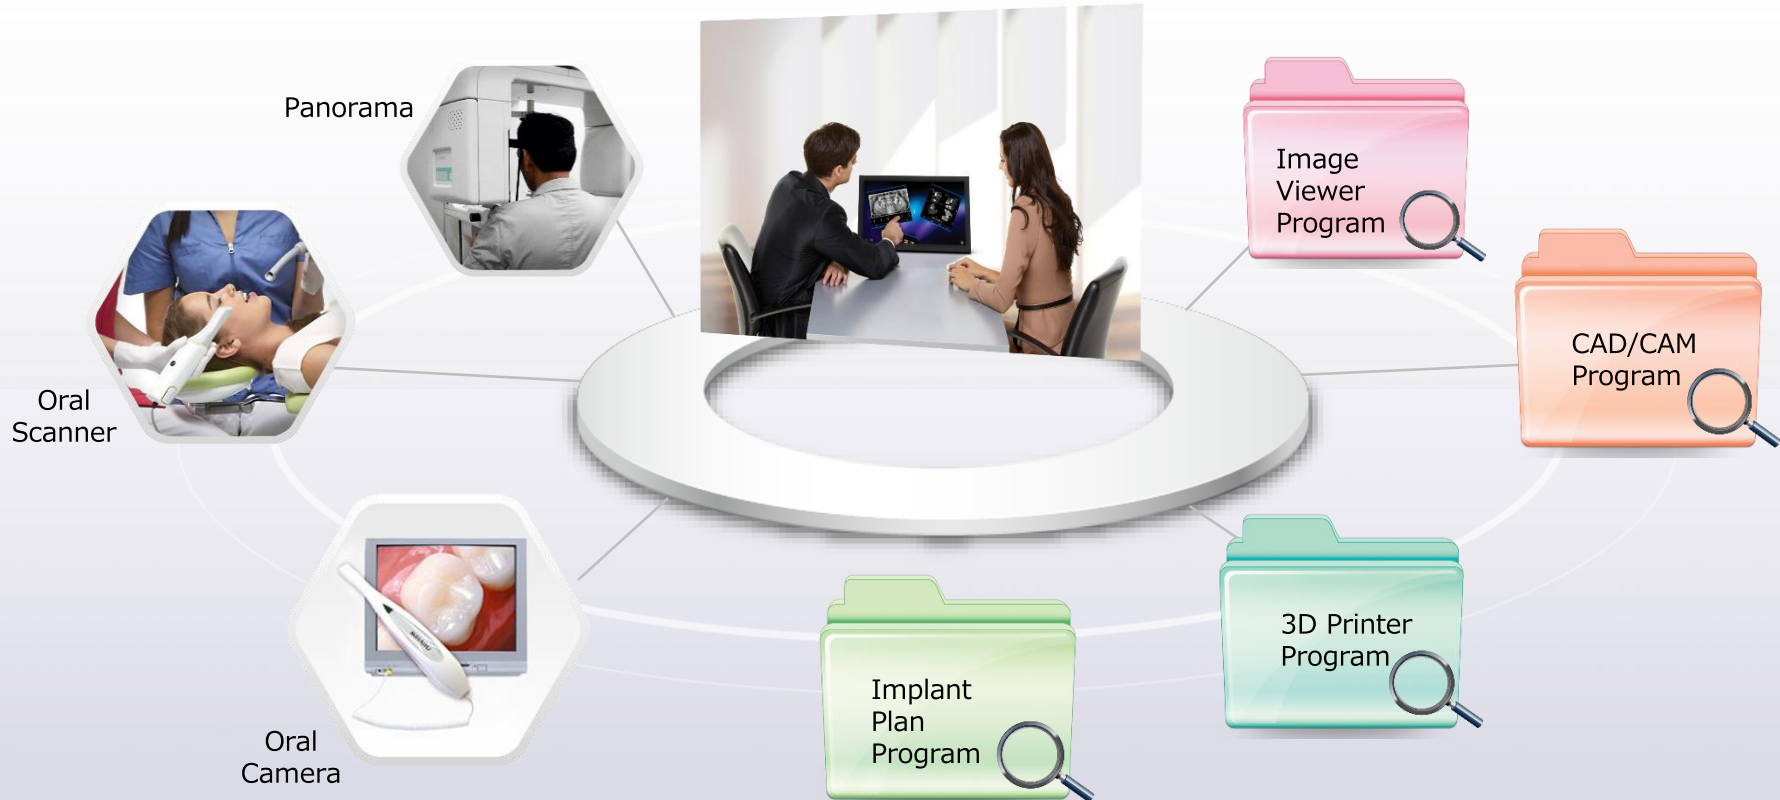 Panorama
Image
Viewer
Program
CAD/CAM
Program
Oral
Scanner
3D Printer
Program
Implant
Plan
Program
Oral
Camera